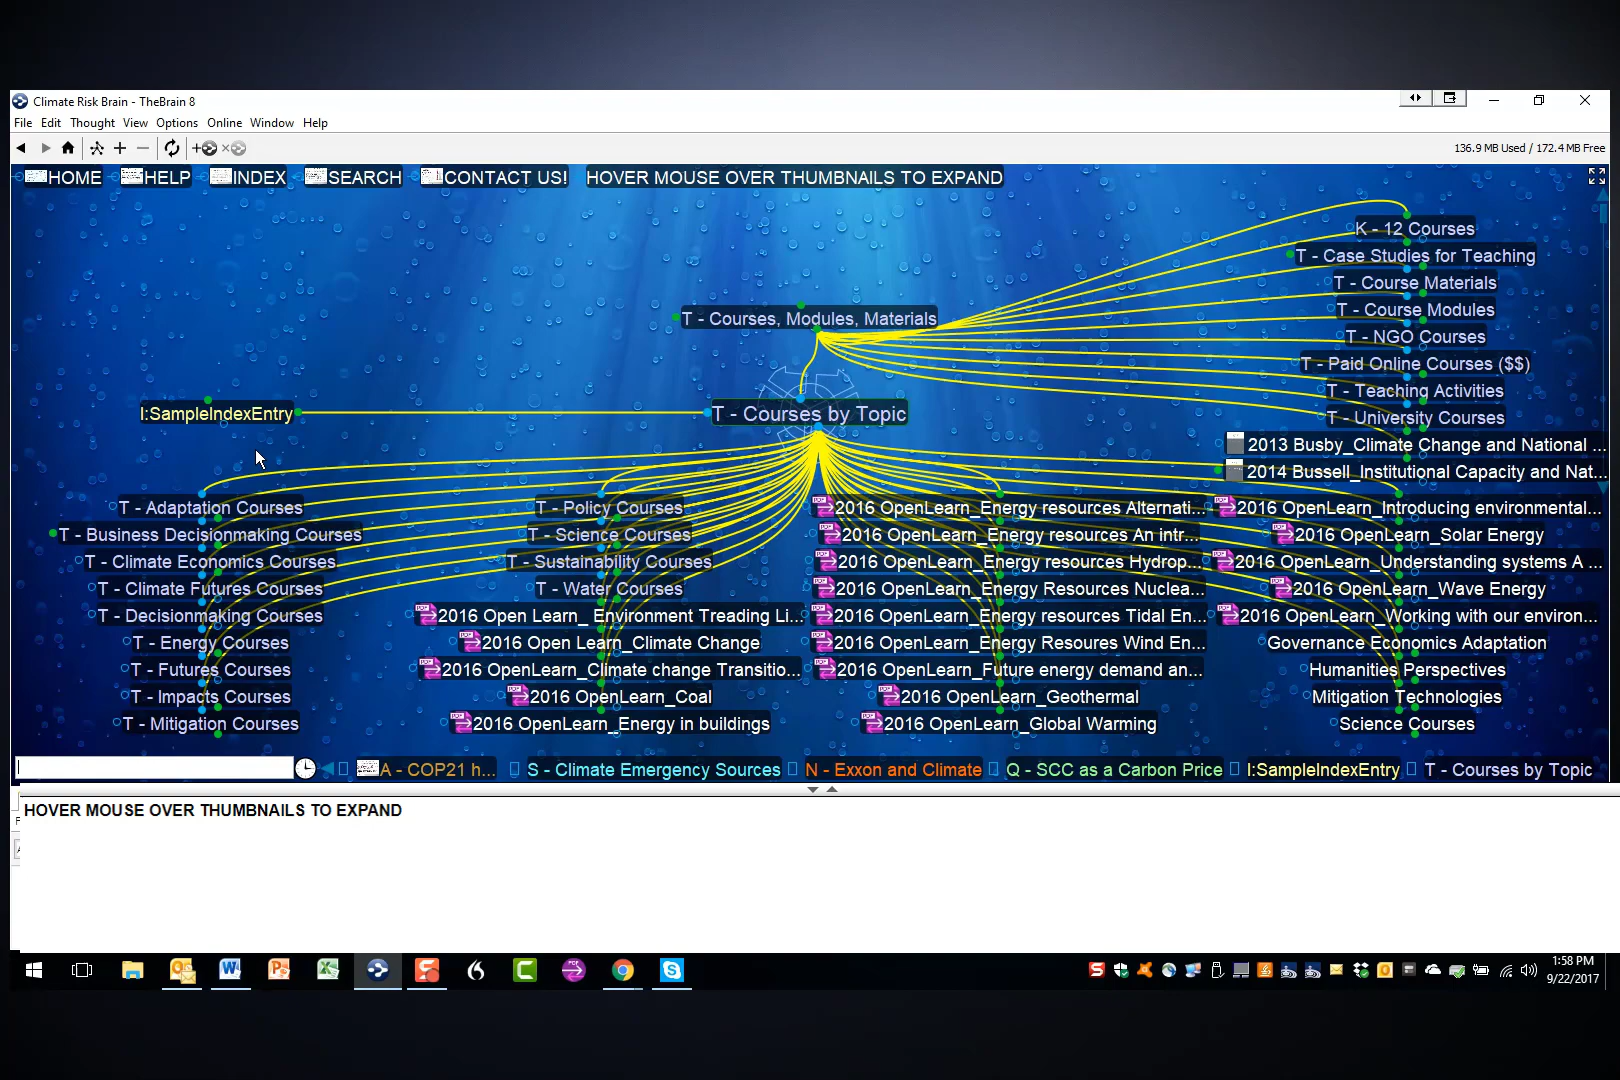 Climate Risk Brain - TheBrain 8
File Edit Thought View Options Online Window Help
136.9 MB Used / 172.4 MB Free
HOME HELP INDEX SEARCH CONTACT US! HOVER MOUSE OVER THUMBNAILS TO EXPAND
K - 12 Courses
T - Case Studies for Teaching
T - Course Materials
T - Course Modules
T - NGO Courses
T - Paid Online Courses ($$)
T - Teaching Activities
T - University Courses
2013 Busby_Climate Change and National ...
2014 Bussell_Institutional Capacity and Nat...
T - Courses, Modules, Materials
I:SampleIndexEntry
T - Courses by Topic
T - Adaptation Courses
T - Business Decisionmaking Courses
T - Climate Economics Courses
T - Climate Futures Courses
T - Decisionmaking Courses
T - Energy Courses
T - Futures Courses
T - Impacts Courses
T - Mitigation Courses
T - Policy Courses
T - Science Courses
T - Sustainability Courses
T - Water Courses
2016 Open Learn_ Environment Treading Li...
2016 Open Learn_Climate Change
2016 OpenLearn_Climate change Transitio...
2016 OpenLearn_Coal
2016 OpenLearn_Energy in buildings
2016 OpenLearn_Energy resources Alternati...
2016 OpenLearn_Energy resources An intr...
2016 OpenLearn_Energy resources Hydrop...
2016 OpenLearn_Energy Resources Nuclea...
2016 OpenLearn_Energy resources Tidal En...
2016 OpenLearn_Energy Resoures Wind En...
2016 OpenLearn_Future energy demand an...
2016 OpenLearn_Geothermal
2016 OpenLearn_Global Warming
2016 OpenLearn_Introducing environmental...
2016 OpenLearn_Solar Energy
2016 OpenLearn_Understanding systems A ...
2016 OpenLearn_Wave Energy
2016 OpenLearn_Working with our environ...
Governance Economics Adaptation
Humanities Perspectives
Mitigation Technologies
Science Courses
A - COP21 h... S - Climate Emergency Sources N - Exxon and Climate Q - SCC as a Carbon Price I:SampleIndexEntry T - Courses by Topic
HOVER MOUSE OVER THUMBNAILS TO EXPAND
1:58 PM
9/22/2017